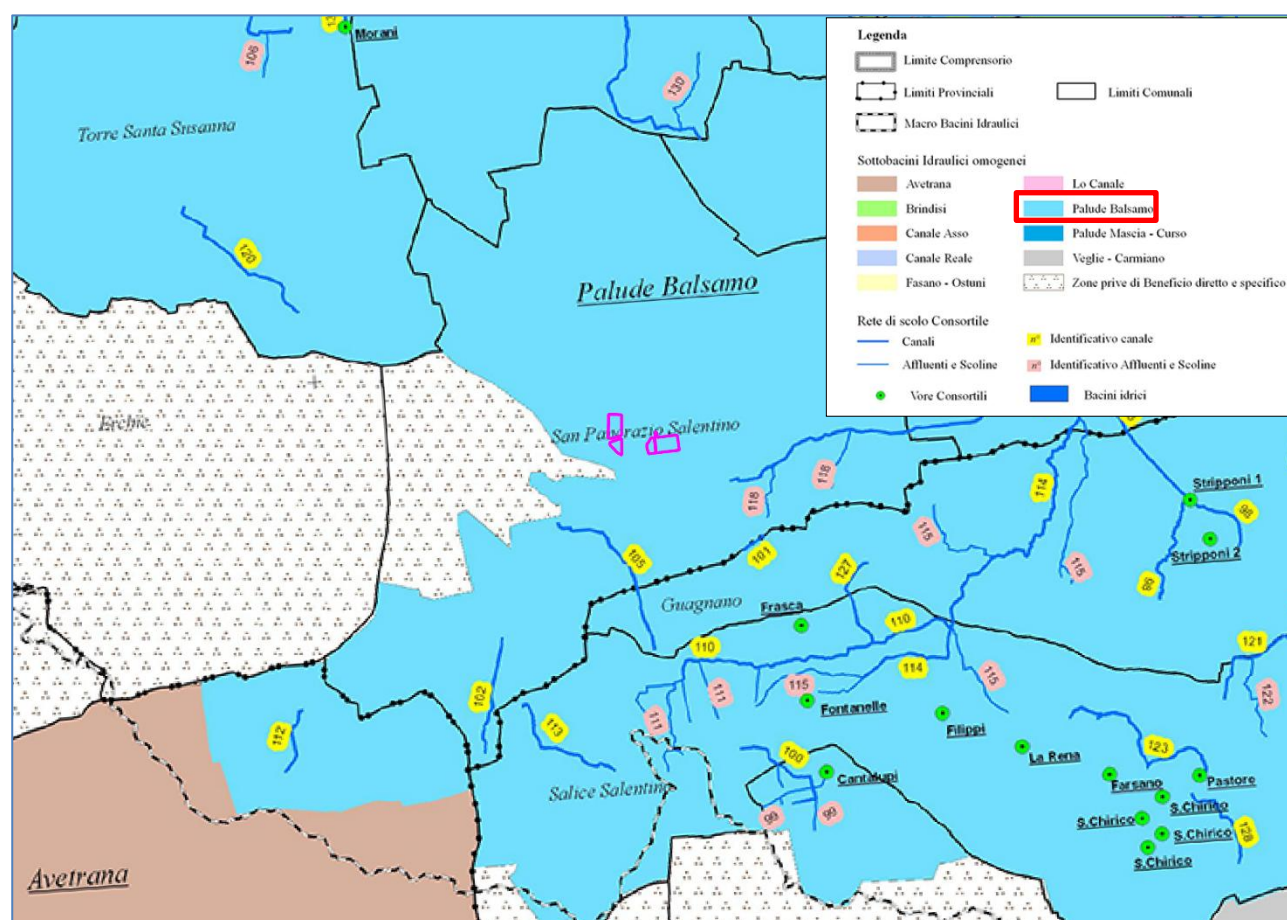 Morani
106
130
Torre Santa Susanna
120
Palude Balsamo
Erchie
San Pancrazio Salentino
118
118
114
115
115
Stripponi 1
98
Stripponi 2
98
105
101
127
Guagnano
Frasca
110
110
114
115
115
111
111
Fontanelle
Filippi
121
122
102
112
113
La Rena
123
100
Cantalupi
Farsano
Pastore
Salice Salentino
99
99
S.Chirico
S.Chirico
S.Chirico
S.Chirico
128
Avetrana
Legenda
Limite Comprensorio
Limiti Provinciali
Limiti Comunali
Macro Bacini Idraulici
Sottobacini Idraulici omogenei
Avetrana
Lo Canale
Brindisi
Palude Balsamo
Canale Asso
Palude Mascia - Curso
Canale Reale
Veglie - Carmiano
Fasano - Ostuni
Zone prive di Beneficio diretto e specifico
Rete di scolo Consortile
Canali
n° Identificativo canale
Affluenti e Scoline
n° Identificativo Affluenti e Scoline
Vore Consortili
Bacini idrici